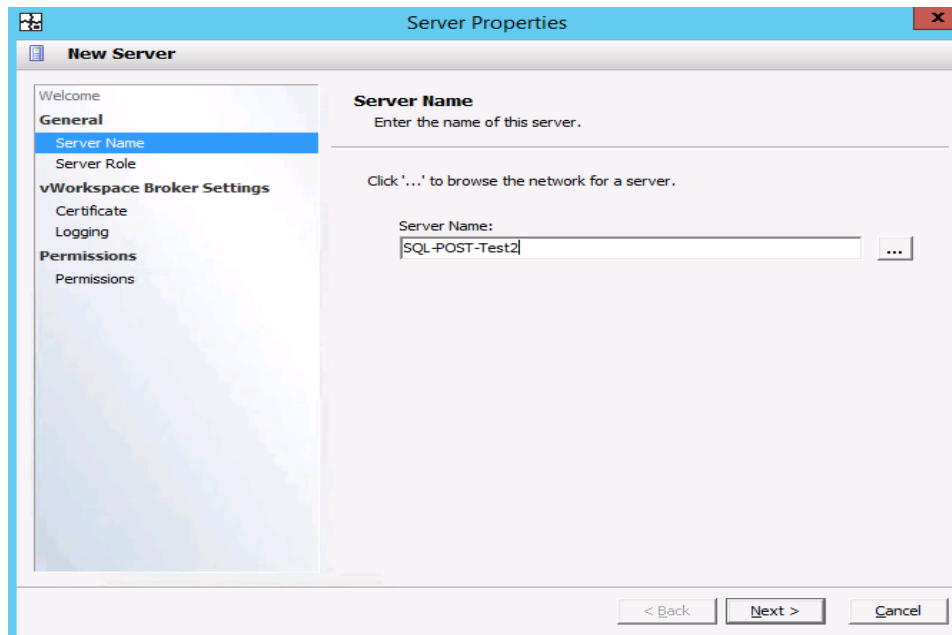 Server Properties
x
New Server
Welcome
General
Server Name
Server Role
vWorkspace Broker Settings
Certificate
Logging
Permissions
Permissions
Server Name
Enter the name of this server.
Click '...' to browse the network for a server.
Server Name:
SQL-POST-Test2
...
< Back
Next >
Cancel